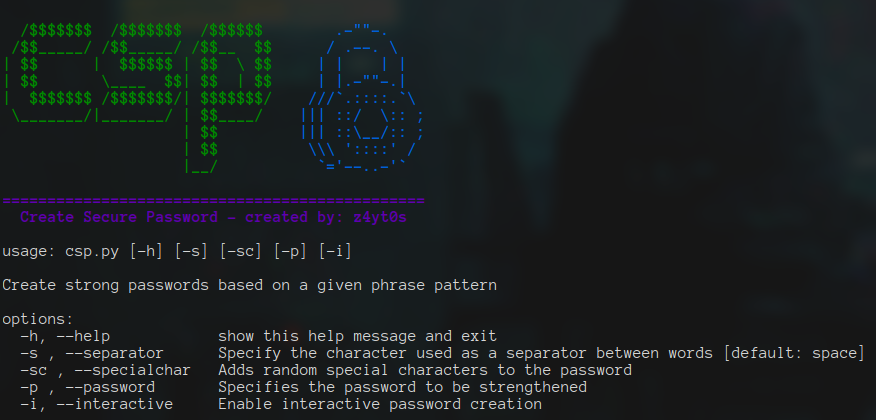 csp
==============================================
Create Secure Password - created by: z4yt0s
usage: csp.py [-h] [-s] [-sc] [-p] [-i]
Create strong passwords based on a given phrase pattern
options:
-h, --help show this help message and exit
-s , --separator Specify the character used as a separator between words [default: space]
-sc , --specialchar Adds random special characters to the password
-p , --password Specifies the password to be strengthened
-i, --interactive Enable interactive password creation